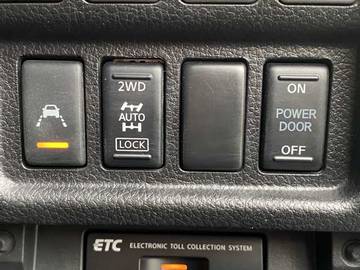 2WD
AUTO
LOCK
ON
POWER
DOOR
OFF
ETC ELECTRONIC TOLL COLLECTION SYSTEM